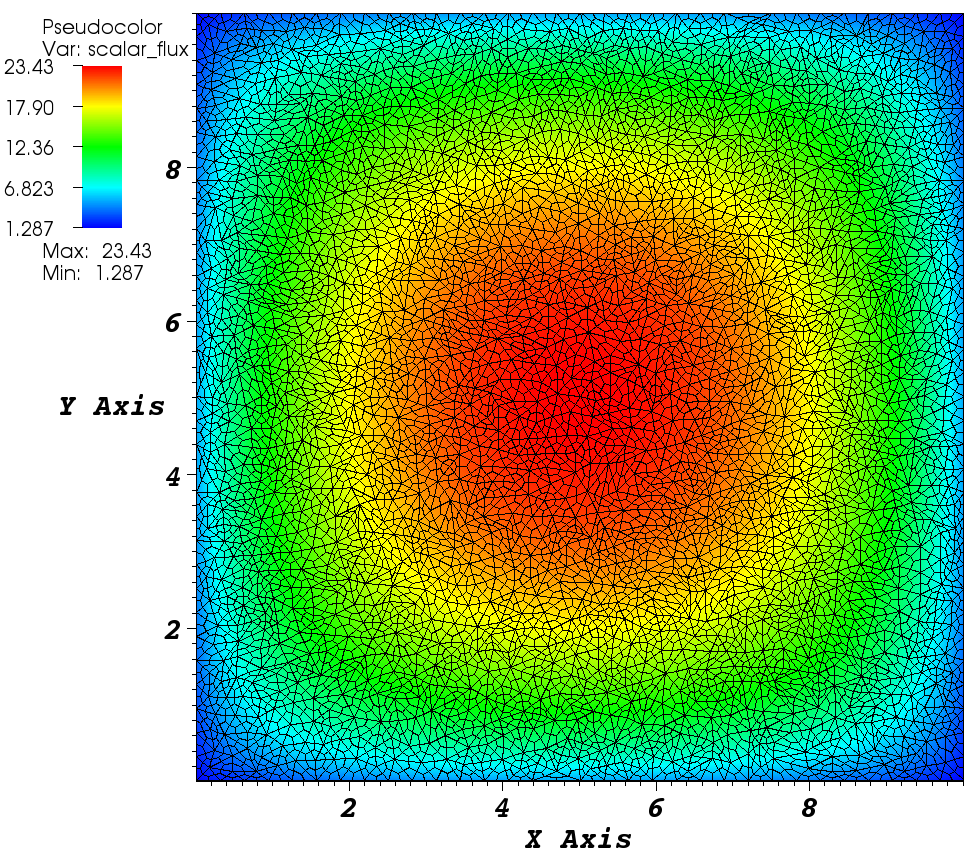 Pseudocolor
Var: scalar_flux
23.43
17.90
12.36
6.823
1.287
Max: 23.43
Min: 1.287
8
6
Y Axis
4
2
2 4 6 8
X Axis